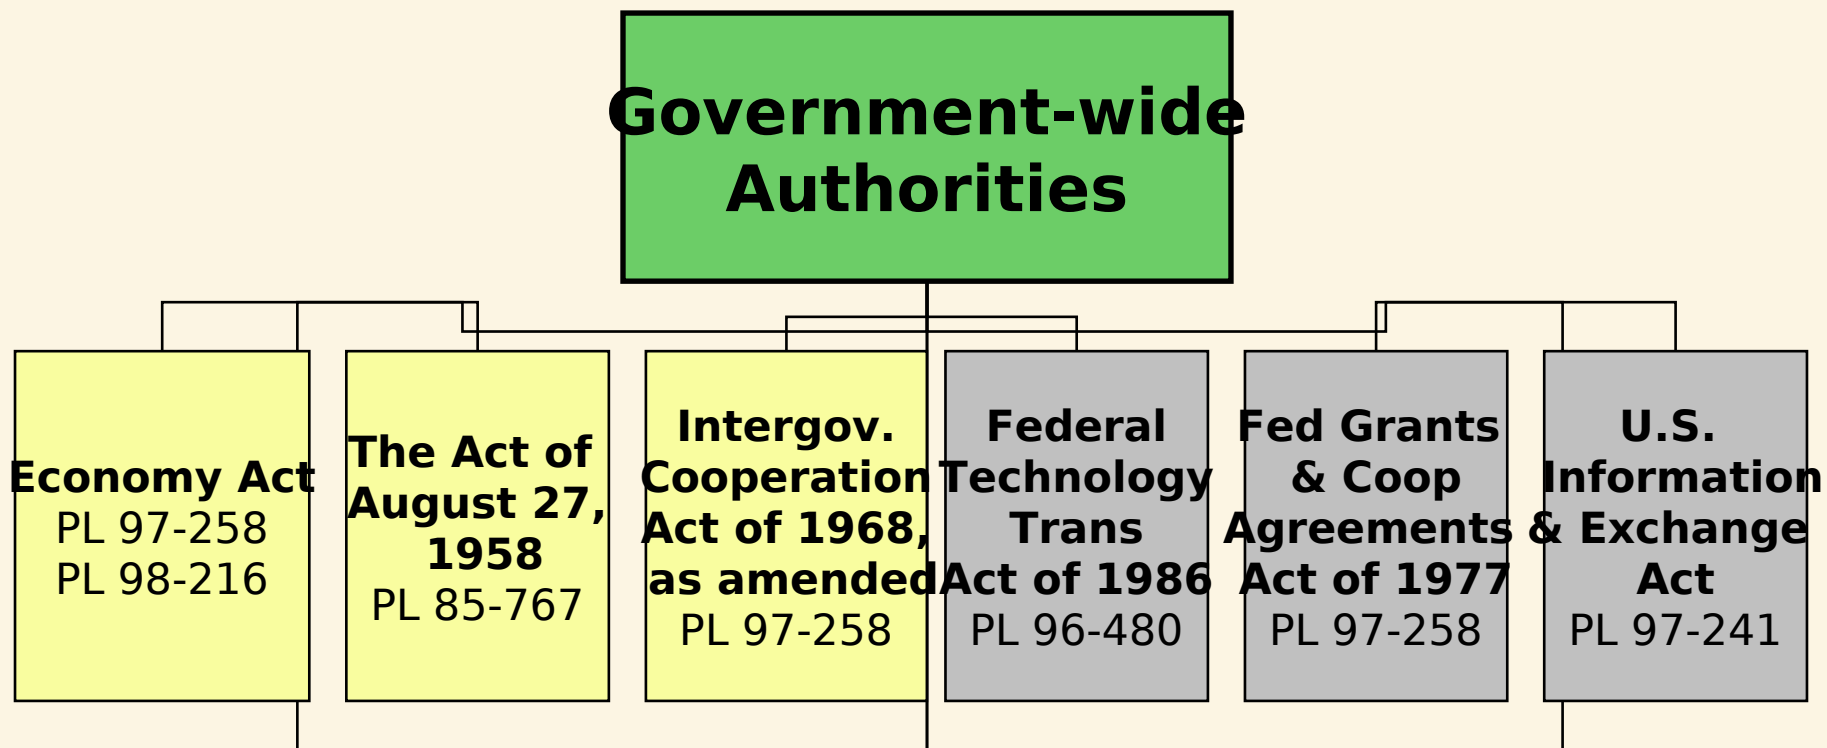 Government-wide
Authorities
Economy Act
PL 97-258
PL 98-216
The Act of
August 27,
1958
PL 85-767
Intergov.
Cooperation
Act of 1968,
as amended
PL 97-258
Federal
Technology
Trans
Act of 1986
PL 96-480
Fed Grants
& Coop
Agreements
Act of 1977
PL 97-258
U.S.
Information
& Exchange
Act
PL 97-241